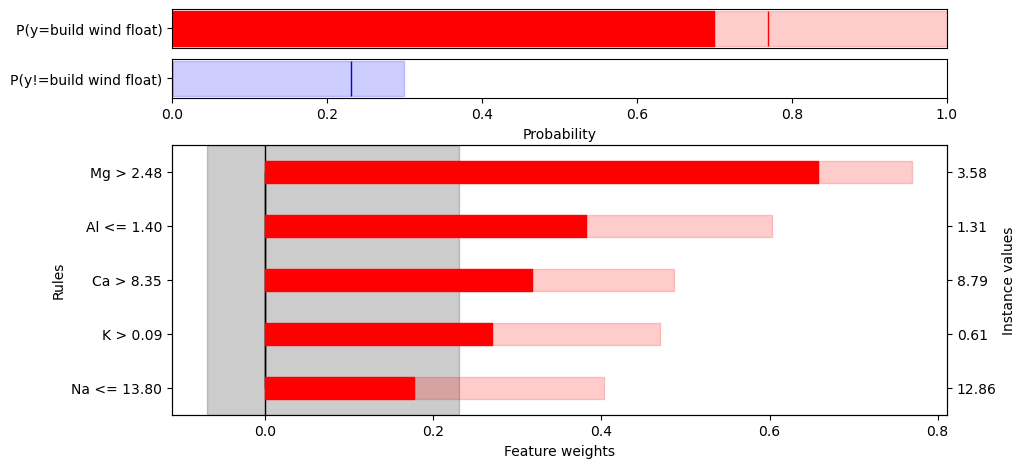 P(y=build wind float)
P(y!=build wind float)
0.0 0.2 0.4 0.6 0.8 1.0
Probability
Mg > 2.48 3.58
Al <= 1.40 1.31
Ca > 8.35 8.79
K > 0.09 0.61
Na <= 13.80 12.86
Rules
Instance values
0.0 0.2 0.4 0.6 0.8
Feature weights